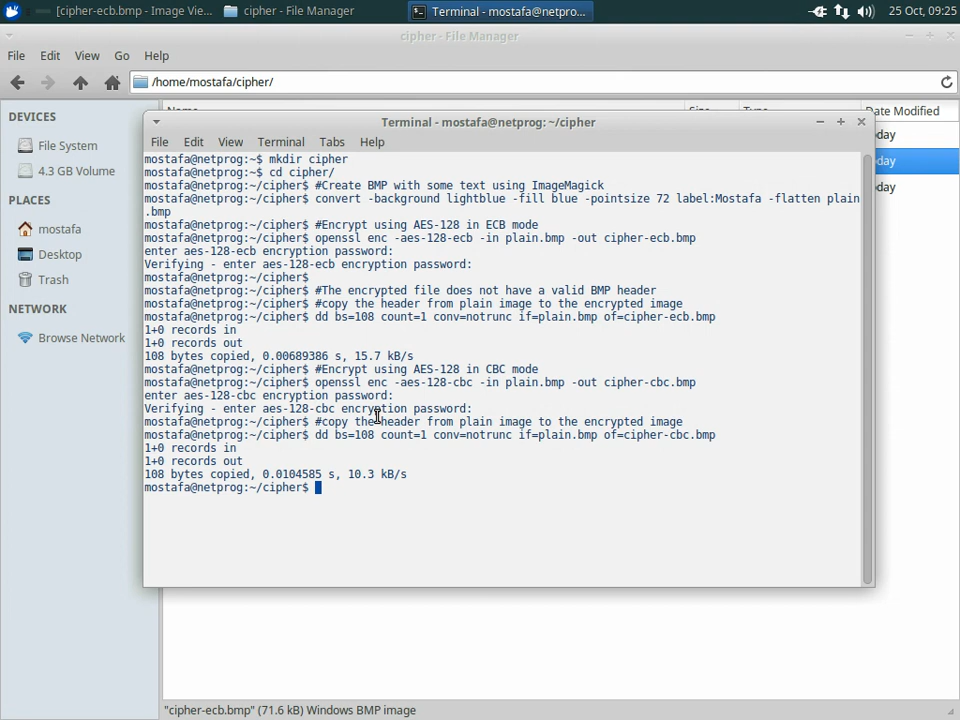 [cipher-ecb.bmp - Image Vie...
cipher - File Manager
Terminal - mostafa@netpro...
25 Oct, 09:25
cipher - File Manager
File Edit View Go Help
/home/mostafa/cipher/
DEVICES
File System
4.3 GB Volume
PLACES
mostafa
Desktop
Trash
NETWORK
Browse Network
Date Modified
day
day
day
Terminal - mostafa@netprog: ~/cipher
File Edit View Terminal Tabs Help
mostafa@netprog:~$ mkdir cipher
mostafa@netprog:~$ cd cipher/
mostafa@netprog:~/cipher$ #Create BMP with some text using ImageMagick
mostafa@netprog:~/cipher$ convert -background lightblue -fill blue -pointsize 72 label:Mostafa -flatten plain
.bmp
mostafa@netprog:~/cipher$ #Encrypt using AES-128 in ECB mode
mostafa@netprog:~/cipher$ openssl enc -aes-128-ecb -in plain.bmp -out cipher-ecb.bmp
enter aes-128-ecb encryption password:
Verifying - enter aes-128-ecb encryption password:
mostafa@netprog:~/cipher$
mostafa@netprog:~/cipher$ #The encrypted file does not have a valid BMP header
mostafa@netprog:~/cipher$ #copy the header from plain image to the encrypted image
mostafa@netprog:~/cipher$ dd bs=108 count=1 conv=notrunc if=plain.bmp of=cipher-ecb.bmp
1+0 records in
1+0 records out
108 bytes copied, 0.00689386 s, 15.7 kB/s
mostafa@netprog:~/cipher$ #Encrypt using AES-128 in CBC mode
mostafa@netprog:~/cipher$ openssl enc -aes-128-cbc -in plain.bmp -out cipher-cbc.bmp
enter aes-128-cbc encryption password:
Verifying - enter aes-128-cbc encryption password:
mostafa@netprog:~/cipher$ #copy the header from plain image to the encrypted image
mostafa@netprog:~/cipher$ dd bs=108 count=1 conv=notrunc if=plain.bmp of=cipher-cbc.bmp
1+0 records in
1+0 records out
108 bytes copied, 0.0104585 s, 10.3 kB/s
mostafa@netprog:~/cipher$
"cipher-ecb.bmp" (71.6 kB) Windows BMP image